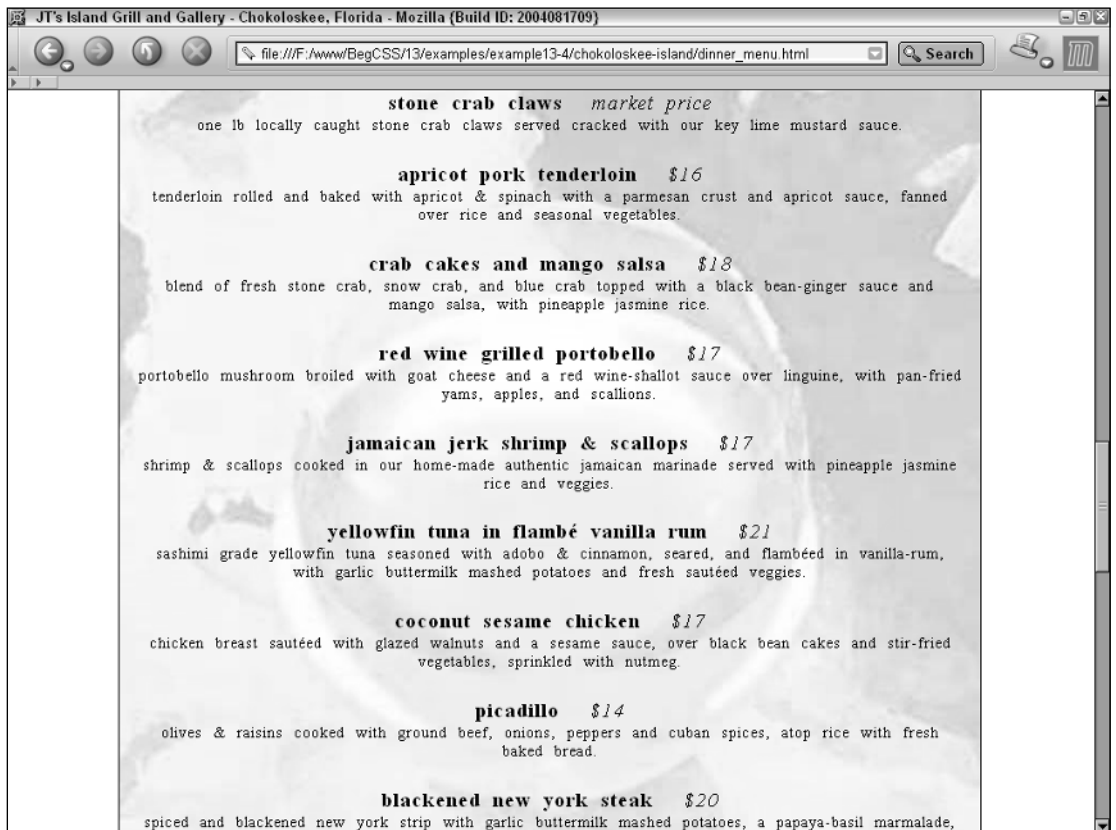 JT's Island Grill and Gallery - Chokoloskee, Florida - Mozilla {Build ID: 2004081709}
file:///F:/www/BegCSS/13/examples/example13-4/chokoloskee-island/dinner_menu.html
Search
stone crab claws market price
one lb locally caught stone crab claws served cracked with our key lime mustard sauce.
apricot pork tenderloin $16
tenderloin rolled and baked with apricot & spinach with a parmesan crust and apricot sauce, fanned
over rice and seasonal vegetables.
crab cakes and mango salsa $18
blend of fresh stone crab, snow crab, and blue crab topped with a black bean-ginger sauce and
mango salsa, with pineapple jasmine rice.
red wine grilled portobello $17
portobello mushroom broiled with goat cheese and a red wine-shallot sauce over linguine, with pan-fried
yams, apples, and scallions.
jamaican jerk shrimp & scallops $17
shrimp & scallops cooked in our home-made authentic jamaican marinade served with pineapple jasmine
rice and veggies.
yellowfin tuna in flambé vanilla rum $21
sashimi grade yellowfin tuna seasoned with adobo & cinnamon, seared, and flambéed in vanilla-rum,
with garlic buttermilk mashed potatoes and fresh sautéed veggies.
coconut sesame chicken $17
chicken breast sautéed with glazed walnuts and a sesame sauce, over black bean cakes and stir-fried
vegetables, sprinkled with nutmeg.
picadillo $14
olives & raisins cooked with ground beef, onions, peppers and cuban spices, atop rice with fresh
baked bread.
blackened new york steak $20
spiced and blackened new york strip with garlic buttermilk mashed potatoes, a papaya-basil marmalade,